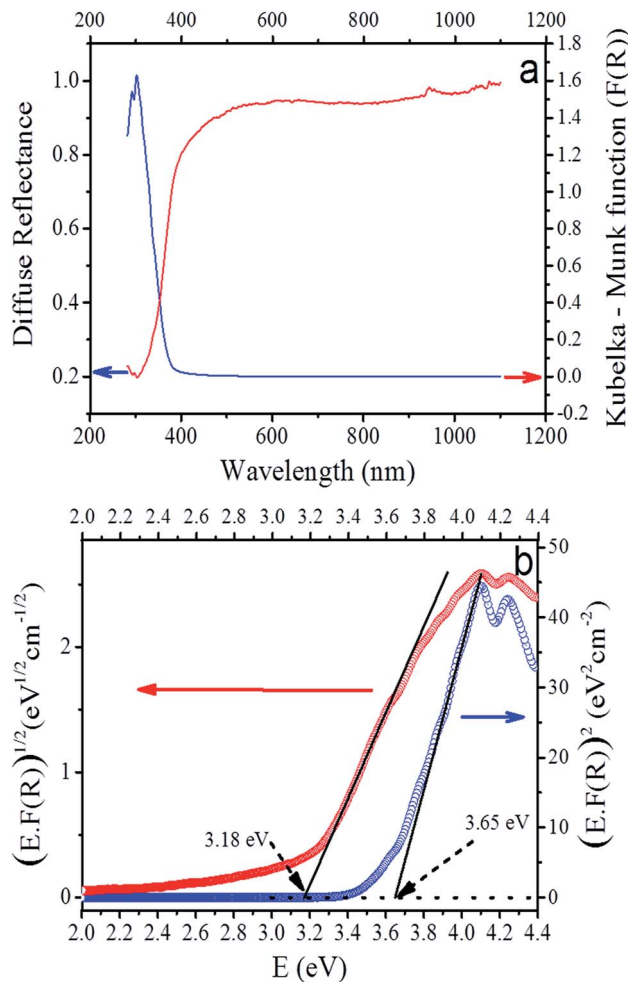 200 400 600 800 1000 1200
a
1.0
0.8
0.6
0.4
0.2
Diffuse Reflectance
1.8
1.6
1.4
1.2
1.0
0.8
0.6
0.4
0.2
0.0
-0.2
Kubelka - Munk function (F(R))
200 400 600 800 1000 1200
Wavelength (nm)
2.0 2.2 2.4 2.6 2.8 3.0 3.2 3.4 3.6 3.8 4.0 4.2 4.4
b
2
1
0
(E.F(R))^1/2(eV^1/2cm^-1/2)
50
40
30
20
10
0
(E.F(R))^2 (eV^2cm^-2)
3.18 eV
3.65 eV
2.0 2.2 2.4 2.6 2.8 3.0 3.2 3.4 3.6 3.8 4.0 4.2 4.4
E (eV)